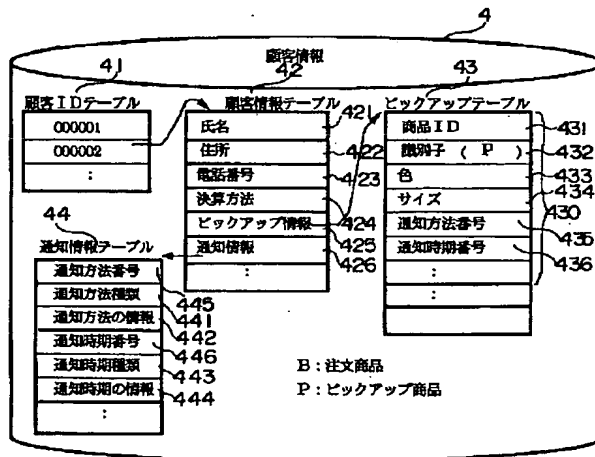 4
顧客情報
41
顧客IDテーブル
000001
000002
:
42
顧客情報テーブル
氏名
421
住所
422
電話番号
423
決算方法
424
ピックアップ情報
425
通知情報
426
:
43
ピックアップテーブル
商品ID
431
識別子 ( P )
432
色
433
サイズ
434
430
通知方法番号
435
通知時期番号
436
:
:
44
通知情報テーブル
通知方法番号
445
通知方法種類
441
通知方法の情報
442
通知時期番号
446
通知時期種類
443
通知時期の情報
444
:
B:注文商品
P:ピックアップ商品